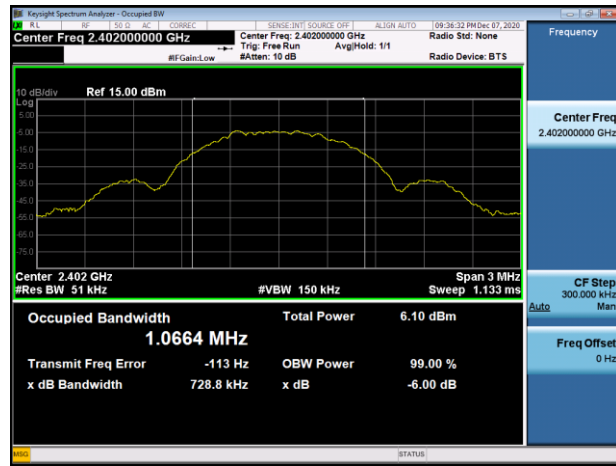 Keysight Spectrum Analyzer - Occupied BW
RL RF 50 Ω AC CORREC SENSE:INT SOURCE OFF ALIGN AUTO 09:36:32 PM Dec 07, 2020
Center Freq 2.402000000 GHz
Center Freq: 2.402000000 GHz
Radio Std: None
Trig: Free Run Avg|Hold: 1/1
#IFGain:Low
#Atten: 10 dB
Radio Device: BTS
10 dB/div Ref 15.00 dBm
Log
5.00
-5.00
-15.0
-25.0
-35.0
-45.0
-55.0
-65.0
-75.0
Center 2.402 GHz
Span 3 MHz
#Res BW 51 kHz
#VBW 150 kHz
Sweep 1.133 ms
Occupied Bandwidth
Total Power 6.10 dBm
1.0664 MHz
Transmit Freq Error -113 Hz
OBW Power 99.00 %
x dB Bandwidth 728.8 kHz
x dB -6.00 dB
MSG
STATUS
Frequency
Center Freq
2.402000000 GHz
CF Step
300.000 kHz
Auto Man
Freq Offset
0 Hz